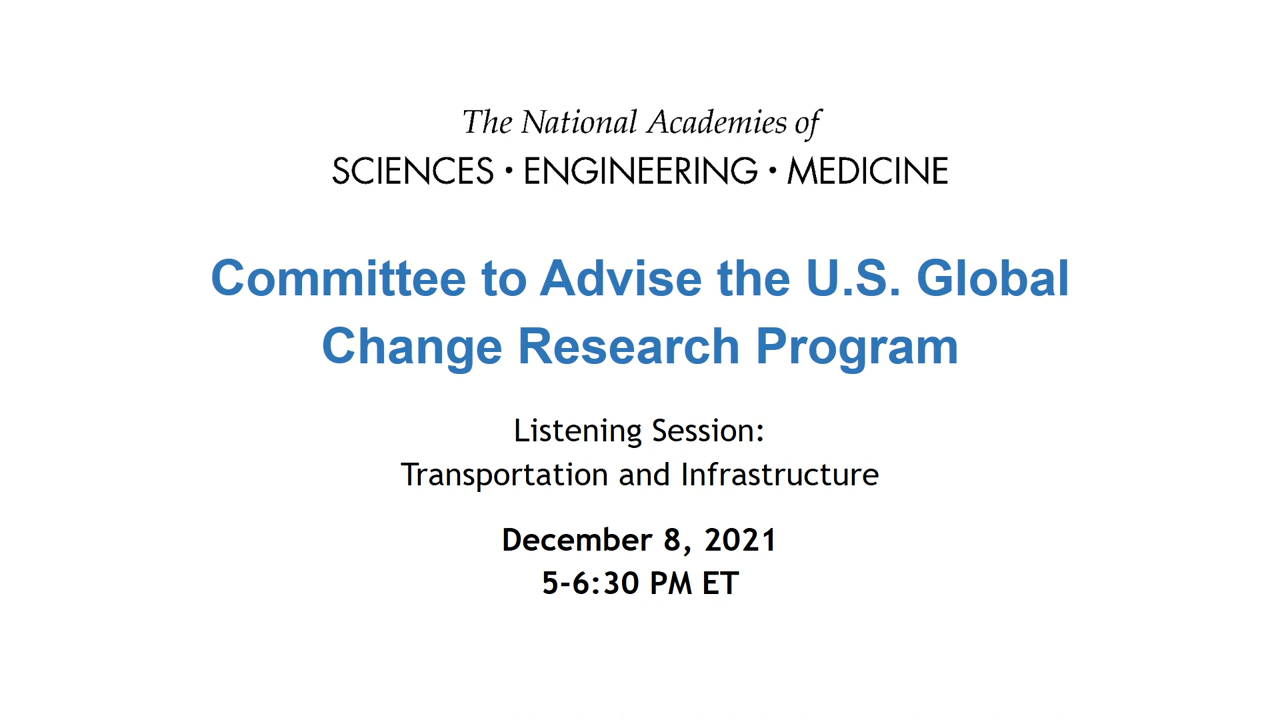 The National Academies of
SCIENCES • ENGINEERING • MEDICINE
Committee to Advise the U.S. Global
Change Research Program
Listening Session:
Transportation and Infrastructure
December 8, 2021
5-6:30 PM ET